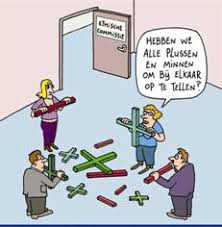 ETHISCHE
COMMISSIE
HEBBEN WE
ALLE PLUSSEN
EN MINNEN
OM BIJ ELKAAR
OP TE TELLEN?